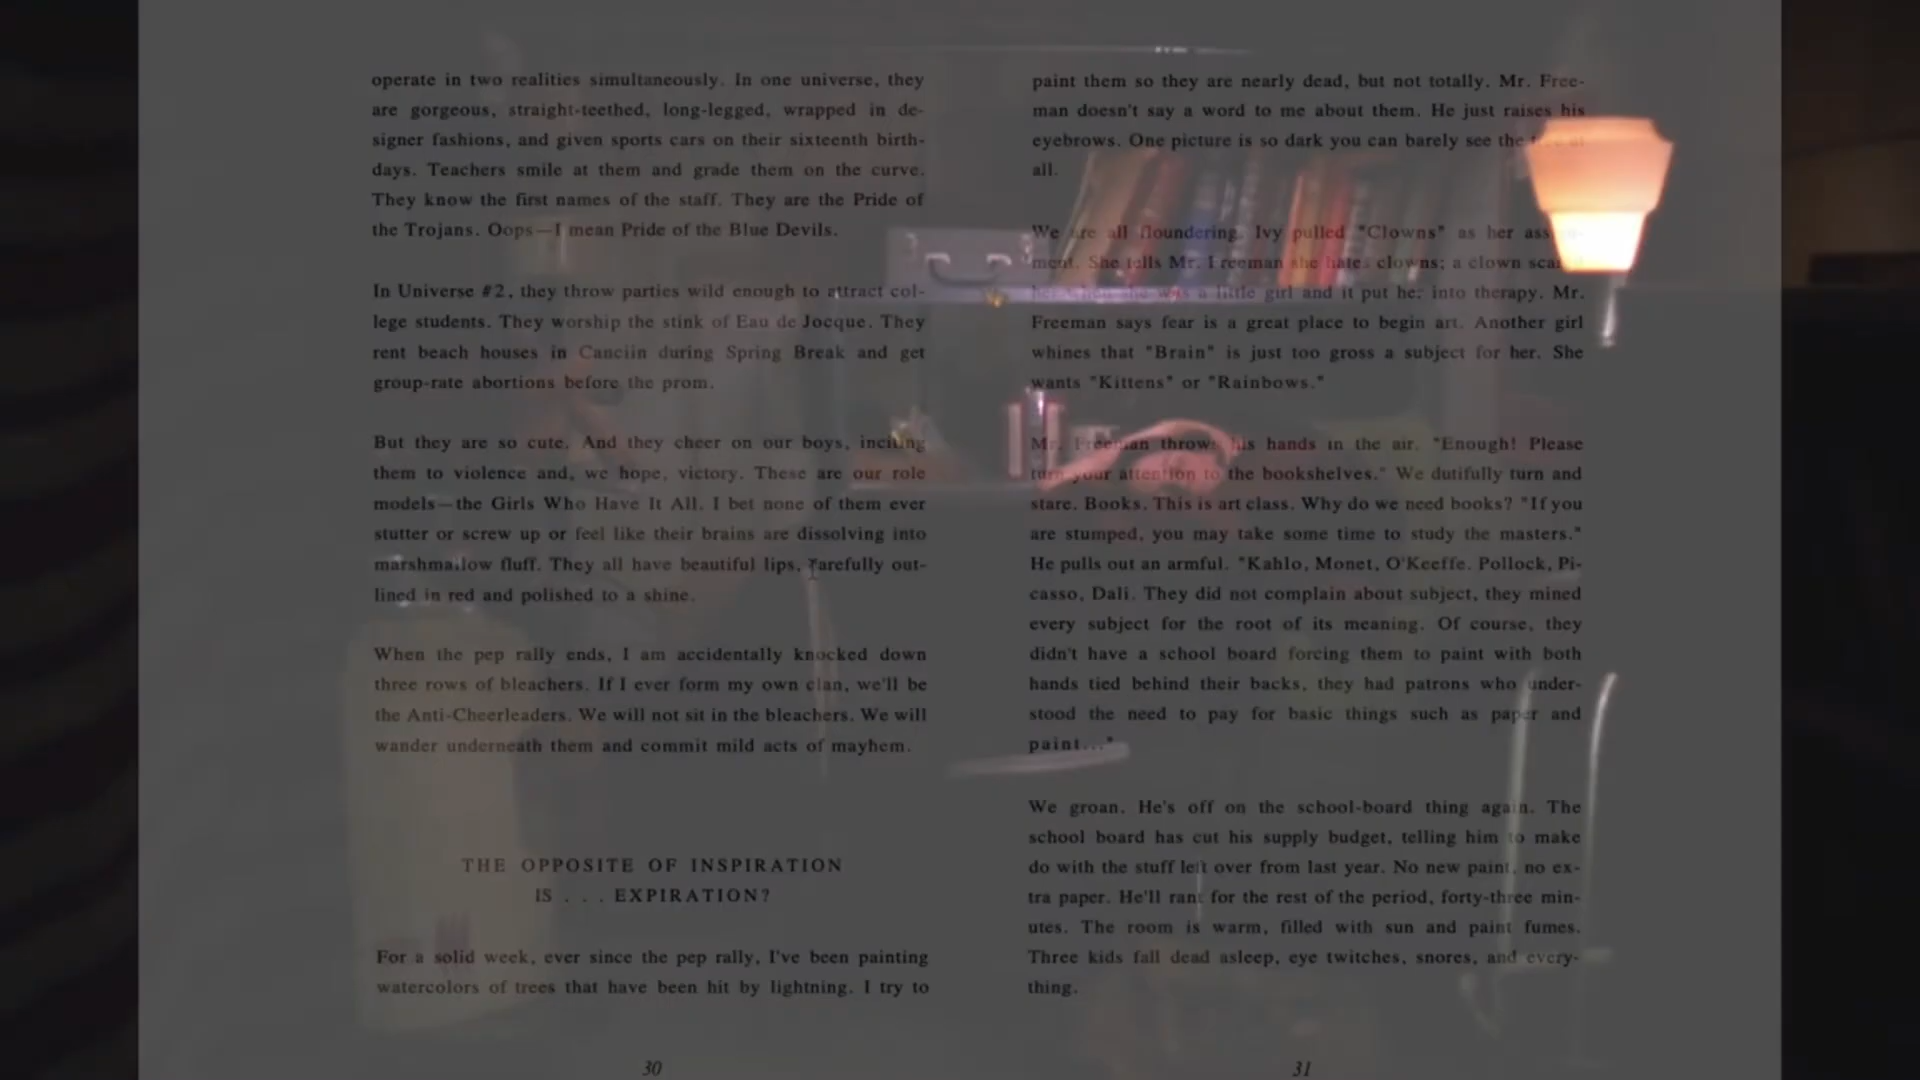 operate in two realities simultaneously. In one universe, they
are gorgeous, straight-teethed, long-legged, wrapped in de-
signer fashions, and given sports cars on their sixteenth birth-
days. Teachers smile at them and grade them on the curve.
They know the first names of the staff. They are the Pride of
the Trojans. Oops—I mean Pride of the Blue Devils.
In Universe #2, they throw parties wild enough to attract col-
lege students. They worship the stink of Eau de Jocque. They
rent beach houses in Canciin during Spring Break and get
group-rate abortions before the prom.
But they are so cute. And they cheer on our boys, inciting
them to violence and, we hope, victory. These are our role
models—the Girls Who Have It All. I bet none of them ever
stutter or screw up or feel like their brains are dissolving into
marshmallow fluff. They all have beautiful lips, carefully out-
lined in red and polished to a shine.
When the pep rally ends, I am accidentally knocked down
three rows of bleachers. If I ever form my own clan, we'll be
the Anti-Cheerleaders. We will not sit in the bleachers. We will
wander underneath them and commit mild acts of mayhem.
THE OPPOSITE OF INSPIRATION
IS . . . EXPIRATION?
For a solid week, ever since the pep rally, I've been painting
watercolors of trees that have been hit by lightning. I try to
30
paint them so they are nearly dead, but not totally. Mr. Free-
man doesn't say a word to me about them. He just raises his
eyebrows. One picture is so dark you can barely see the tree at
all.
We are all floundering. Ivy pulled "Clowns" as her assign-
ment. She tells Mr. Freeman she hates clowns; a clown scared
her when she was a little girl and it put her into therapy. Mr.
Freeman says fear is a great place to begin art. Another girl
whines that "Brain" is just too gross a subject for her. She
wants "Kittens" or "Rainbows."
Mr. Freeman throws his hands in the air. "Enough! Please
turn your attention to the bookshelves." We dutifully turn and
stare. Books. This is art class. Why do we need books? "If you
are stumped, you may take some time to study the masters."
He pulls out an armful. "Kahlo, Monet, O'Keeffe. Pollock, Pi-
casso, Dali. They did not complain about subject, they mined
every subject for the root of its meaning. Of course, they
didn't have a school board forcing them to paint with both
hands tied behind their backs, they had patrons who under-
stood the need to pay for basic things such as paper and
paint..."
We groan. He's off on the school-board thing again. The
school board has cut his supply budget, telling him to make
do with the stuff left over from last year. No new paint, no ex-
tra paper. He'll rant for the rest of the period, forty-three min-
utes. The room is warm, filled with sun and paint fumes.
Three kids fall dead asleep, eye twitches, snores, and every-
thing.
31